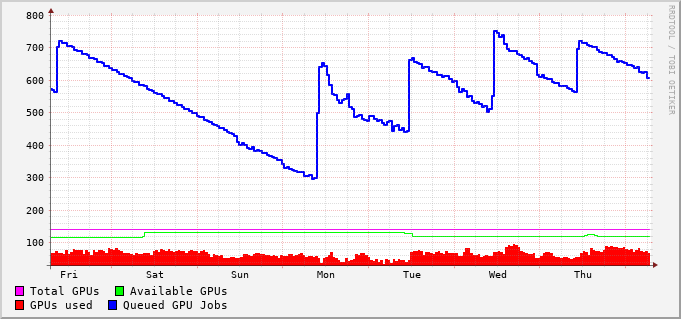 800
700
600
500
400
300
200
100
Fri Sat Sun Mon Tue Wed Thu
Total GPUs Available GPUs
GPUs used Queued GPU Jobs
RRDTOOL / TOBI OETIKER